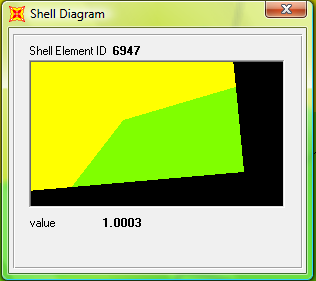 Shell Diagram
Shell Element ID 6947
value 1.0003